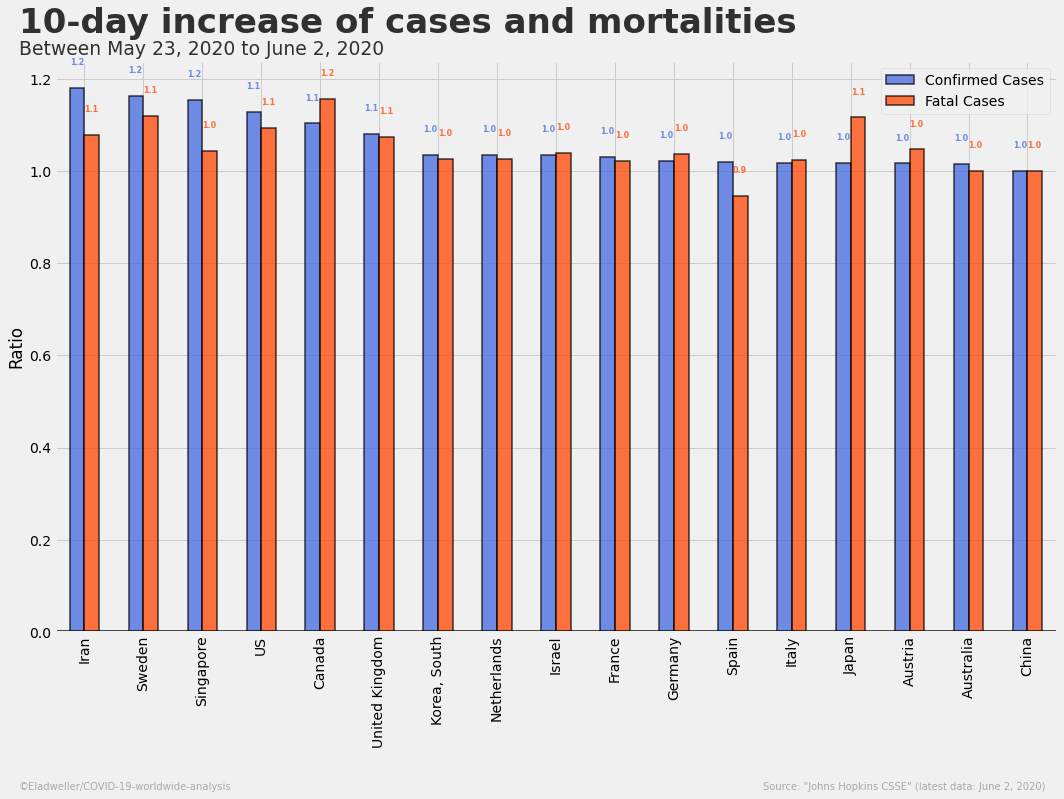 10-day increase of cases and mortalities
Between May 23, 2020 to June 2, 2020
Confirmed Cases
Fatal Cases
1.2 1.1 1.2 1.1 1.2 1.0 1.1 1.1 1.1 1.2 1.1 1.1 1.0 1.0 1.0 1.0 1.0 1.0 1.0 1.0 1.0 1.0 1.0 0.9 1.0 1.0 1.0 1.1 1.0 1.0 1.0 1.0 1.0 1.0
Ratio
1.2
1.0
0.8
0.6
0.4
0.2
0.0
Iran
Sweden
Singapore
US
Canada
United Kingdom
Korea, South
Netherlands
Israel
France
Germany
Spain
Italy
Japan
Austria
Australia
China
©Eladweller/COVID-19-worldwide-analysis
Source: "Johns Hopkins CSSE" (latest data: June 2, 2020)